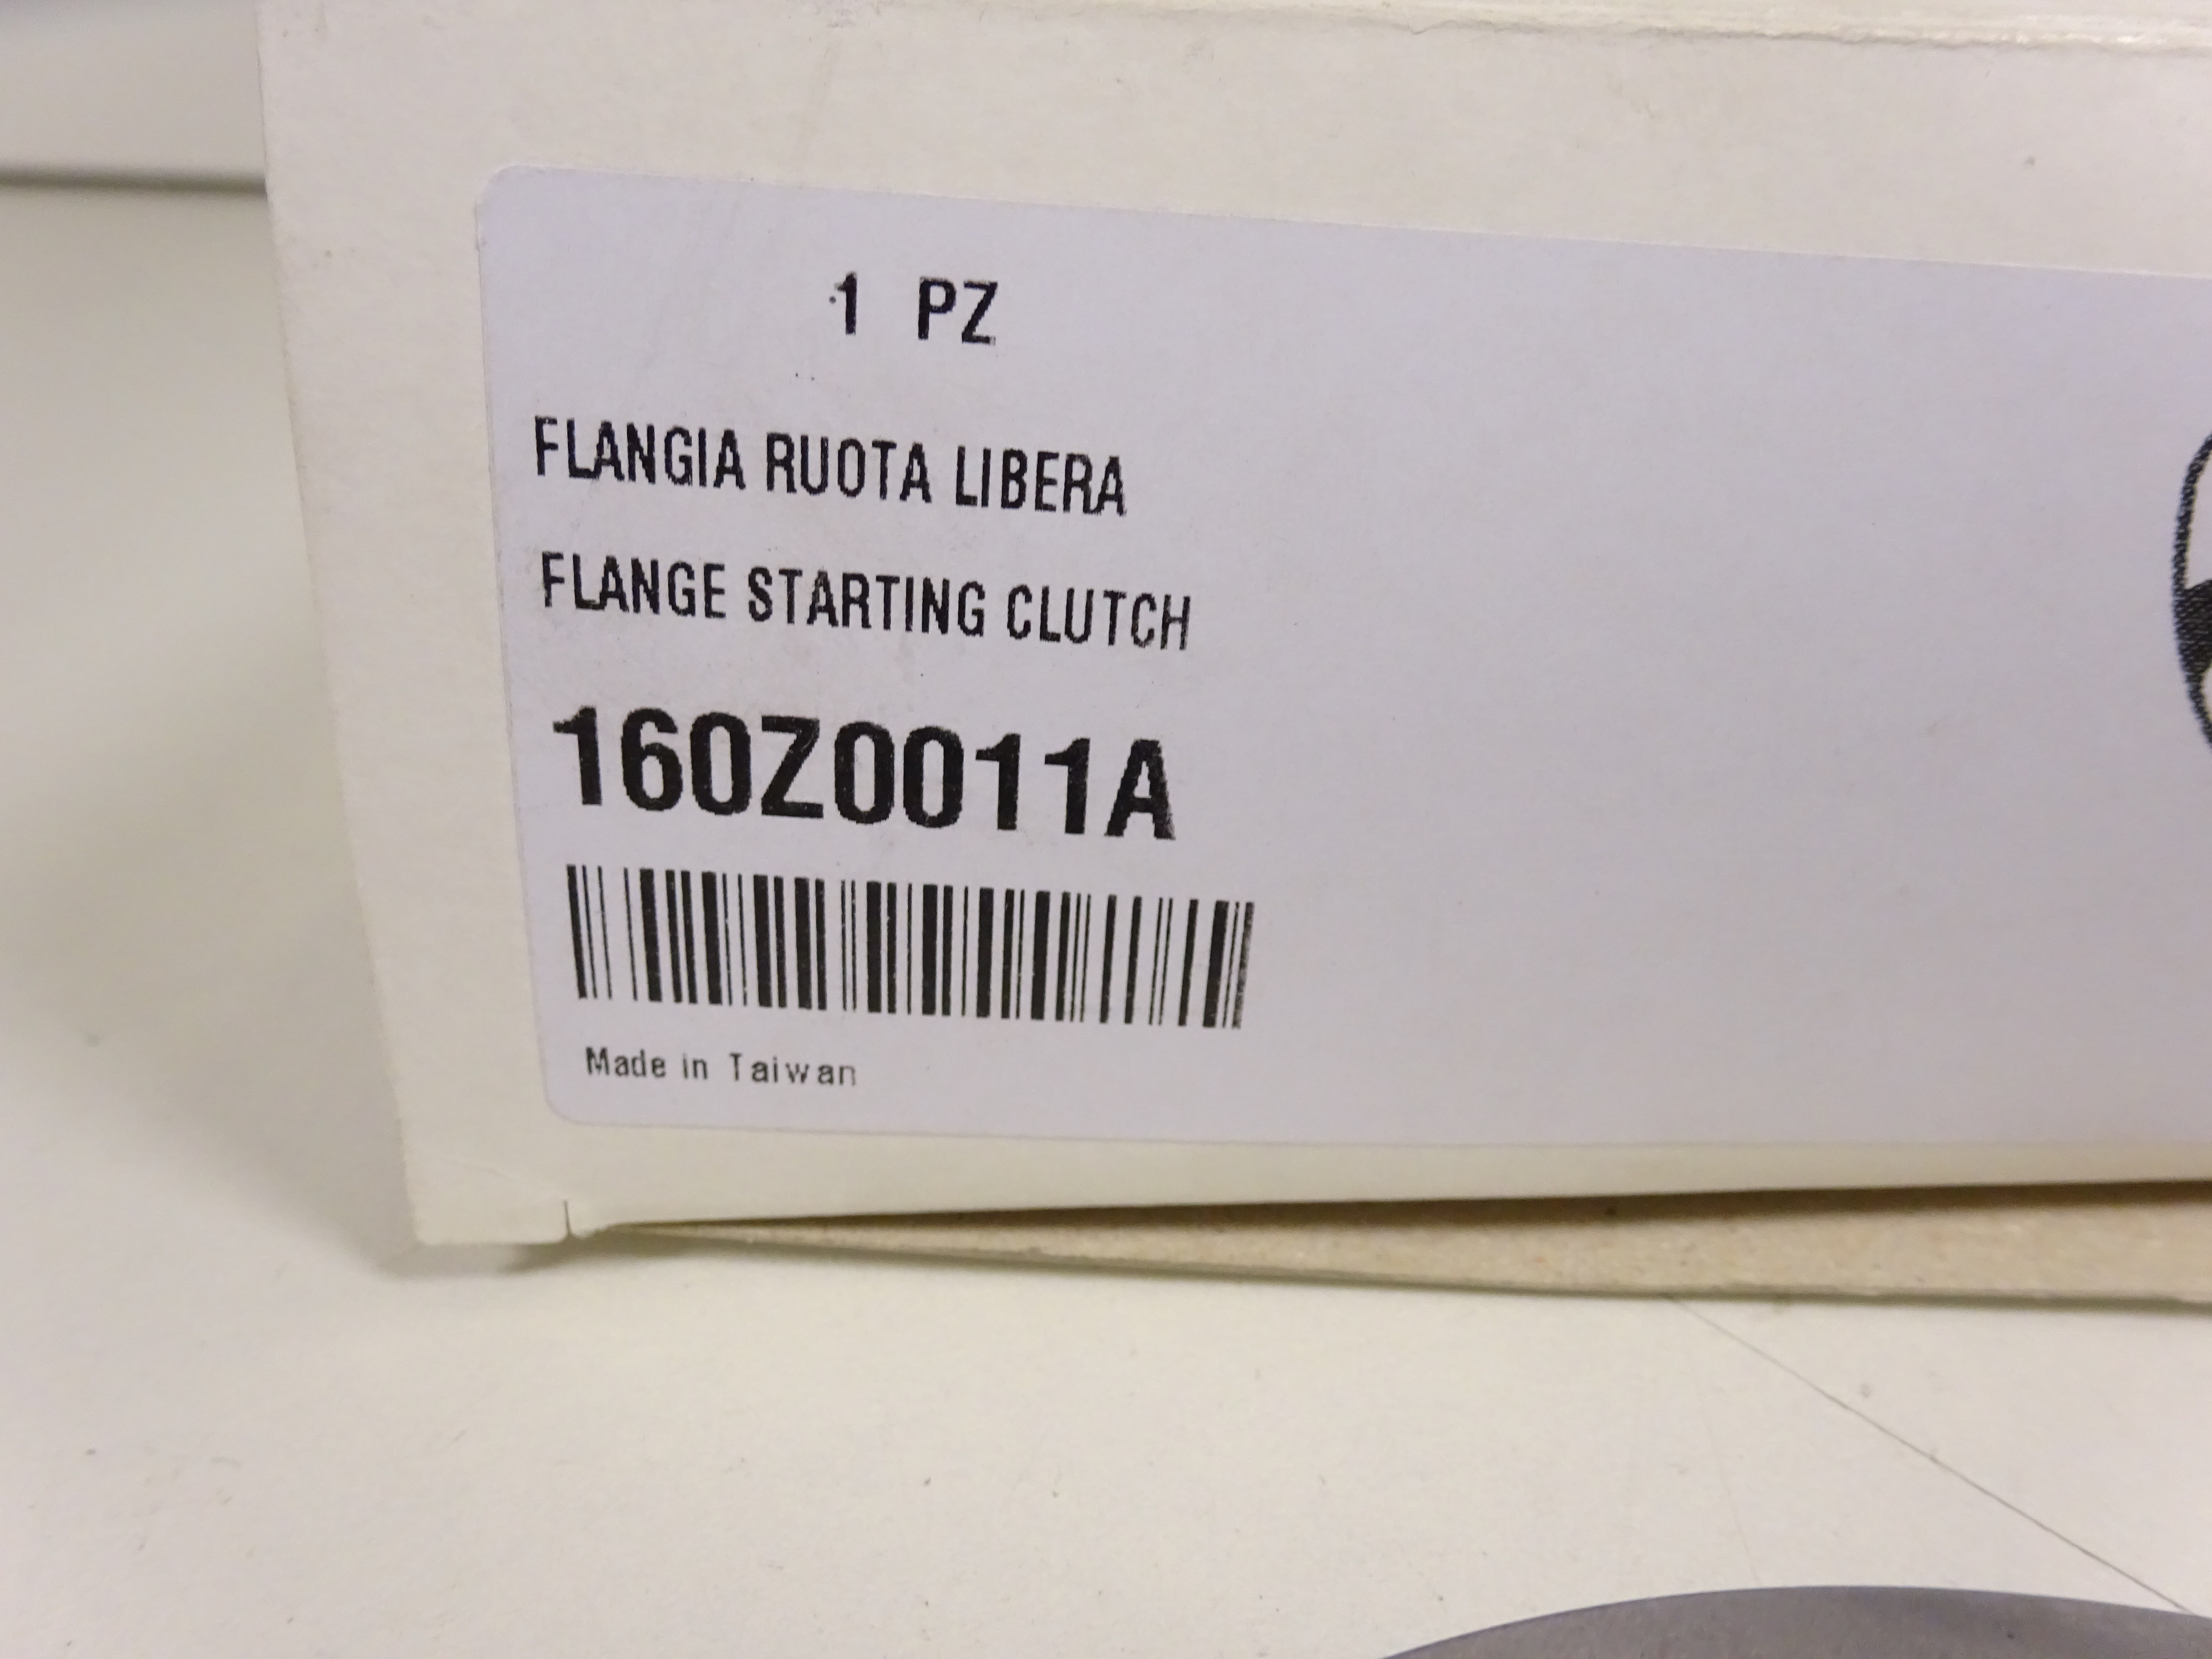 1 PZ
FLANGIA RUOTA LIBERA
FLANGE STARTING CLUTCH
160Z0011A
Made in Taiwan